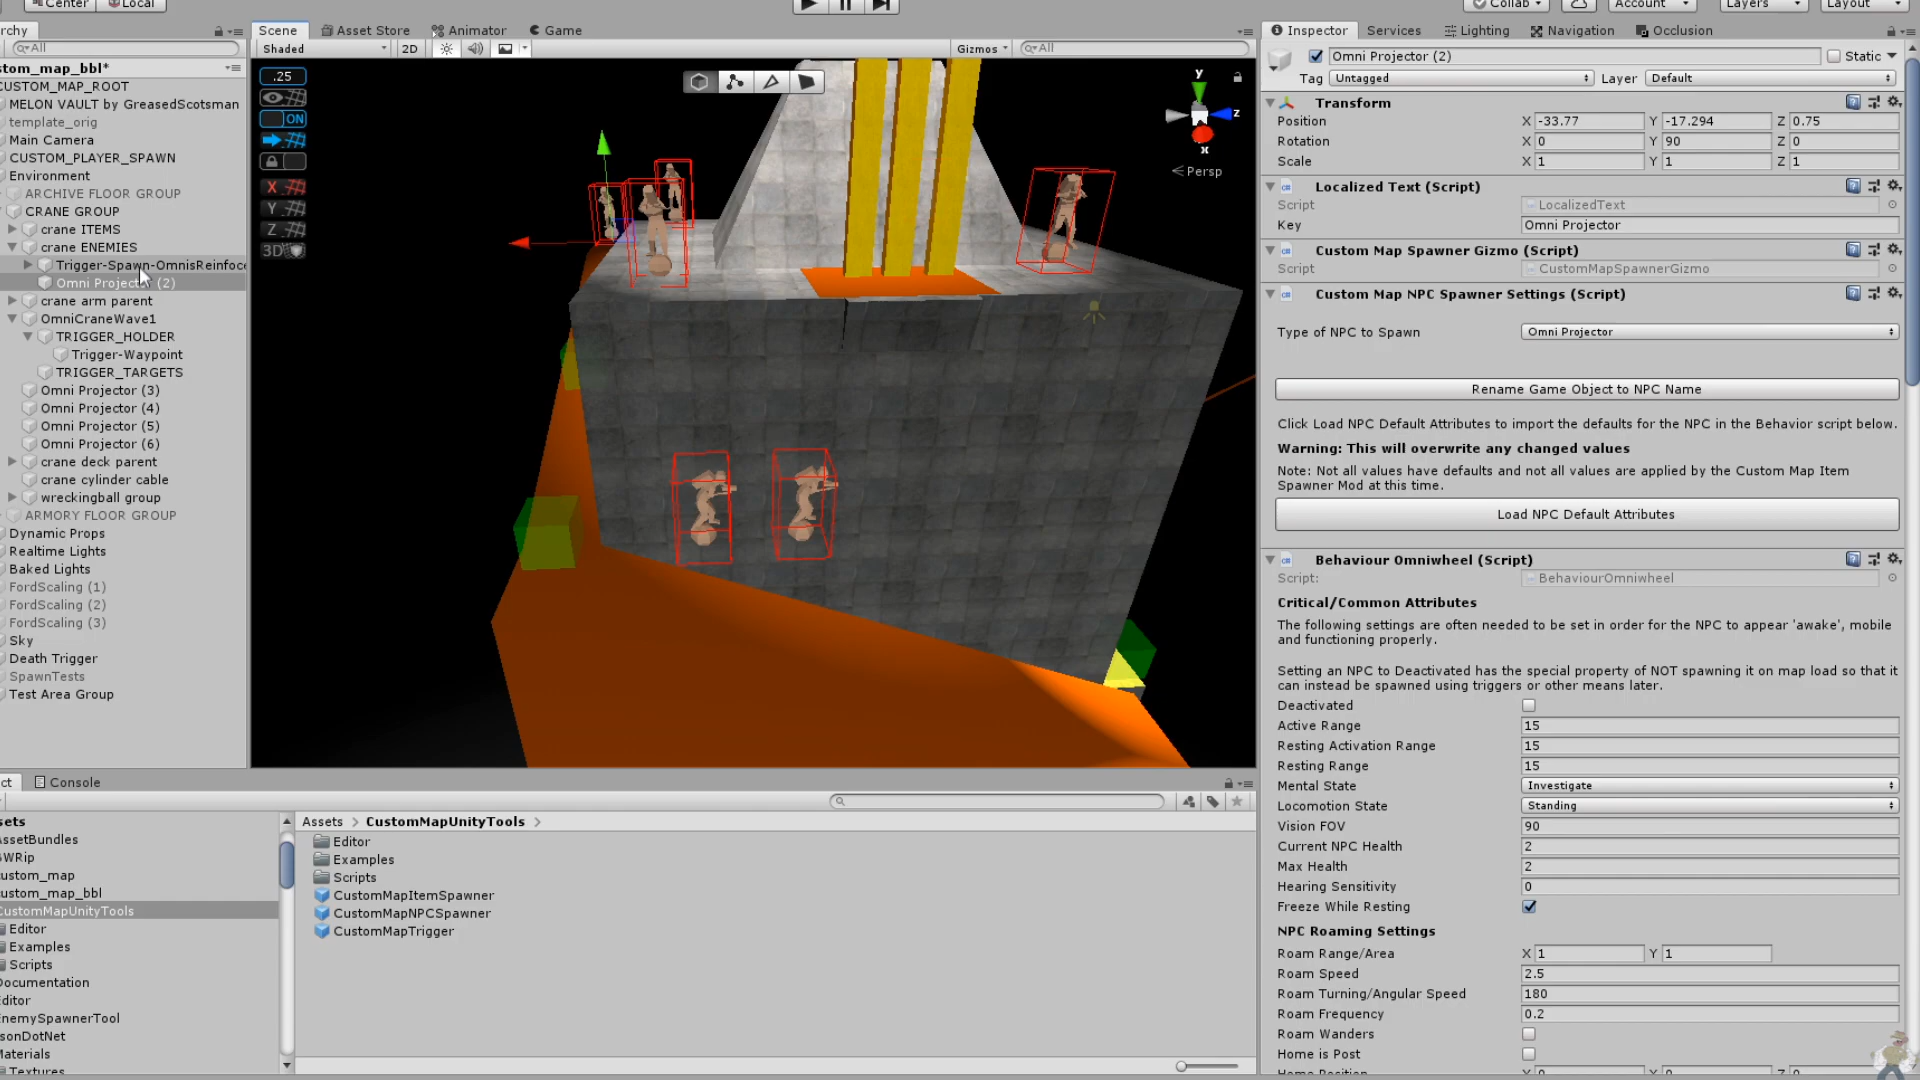 Center Local Collab Account Layers Layout
rchy
All
stom_map_bbl*
CUSTOM_MAP_ROOT
MELON VAULT by GreasedScotsman
template_orig
Main Camera
CUSTOM_PLAYER_SPAWN
Environment
ARCHIVE FLOOR GROUP
CRANE GROUP
crane ITEMS
crane ENEMIES
Trigger-Spawn-OmnisReinfoce
Omni Projector (2)
crane arm parent
OmniCraneWave1
TRIGGER_HOLDER
Trigger-Waypoint
TRIGGER_TARGETS
Omni Projector (3)
Omni Projector (4)
Omni Projector (5)
Omni Projector (6)
crane deck parent
crane cylinder cable
wreckingball group
ARMORY FLOOR GROUP
Dynamic Props
Realtime Lights
Baked Lights
FordScaling (1)
FordScaling (2)
FordScaling (3)
Sky
Death Trigger
SpawnTests
Test Area Group
Scene Asset Store Animator Game
Shaded 2D Gizmos All
.25
ON
X
Y
Z
3D
y
z
x
Persp
Inspector Services Lighting Navigation Occlusion
Omni Projector (2) Static
Tag Untagged Layer Default
Transform
Position X -33.77 Y -17.294 Z 0.75
Rotation X 0 Y 90 Z 0
Scale X 1 Y 1 Z 1
Localized Text (Script)
Script LocalizedText
Key Omni Projector
Custom Map Spawner Gizmo (Script)
Script CustomMapSpawnerGizmo
Custom Map NPC Spawner Settings (Script)
Type of NPC to Spawn Omni Projector
Rename Game Object to NPC Name
Click Load NPC Default Attributes to import the defaults for the NPC in the Behavior script below.
Warning: This will overwrite any changed values
Note: Not all values have defaults and not all values are applied by the Custom Map Item
Spawner Mod at this time.
Load NPC Default Attributes
Behaviour Omniwheel (Script)
Script: BehaviourOmniwheel
Critical/Common Attributes
The following settings are often needed to be set in order for the NPC to appear 'awake', mobile
and functioning properly.
Setting an NPC to Deactivated has the special property of NOT spawning it on map load so that it
can instead be spawned using triggers or other means later.
Deactivated
Active Range 15
Resting Activation Range 15
Resting Range 15
Mental State Investigate
Locomotion State Standing
Vision FOV 90
Current NPC Health 2
Max Health 2
Hearing Sensitivity 0
Freeze While Resting
NPC Roaming Settings
Roam Range/Area X 1 Y 1
Roam Speed 2.5
Roam Turning/Angular Speed 180
Roam Frequency 0.2
Roam Wanders
Home is Post
Home Position X 0 Y 0 Z 0
ct Console
sets
AssetBundles
BWRip
custom_map
custom_map_bbl
CustomMapUnityTools
Editor
Examples
Scripts
Documentation
Editor
EnemySpawnerTool
JsonDotNet
Materials
Textures
Assets > CustomMapUnityTools >
Editor
Examples
Scripts
CustomMapItemSpawner
CustomMapNPCSpawner
CustomMapTrigger